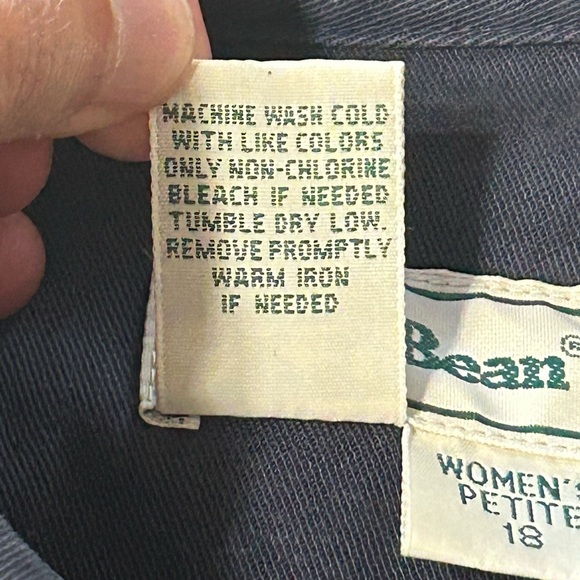 MACHINE WASH COLD
WITH LIKE COLORS
ONLY NON-CHLORINE
BLEACH IF NEEDED
TUMBLE DRY LOW.
REMOVE PROMPTLY
WARM IRON
IF NEEDED
Bean®
WOMEN'S
PETITE
18